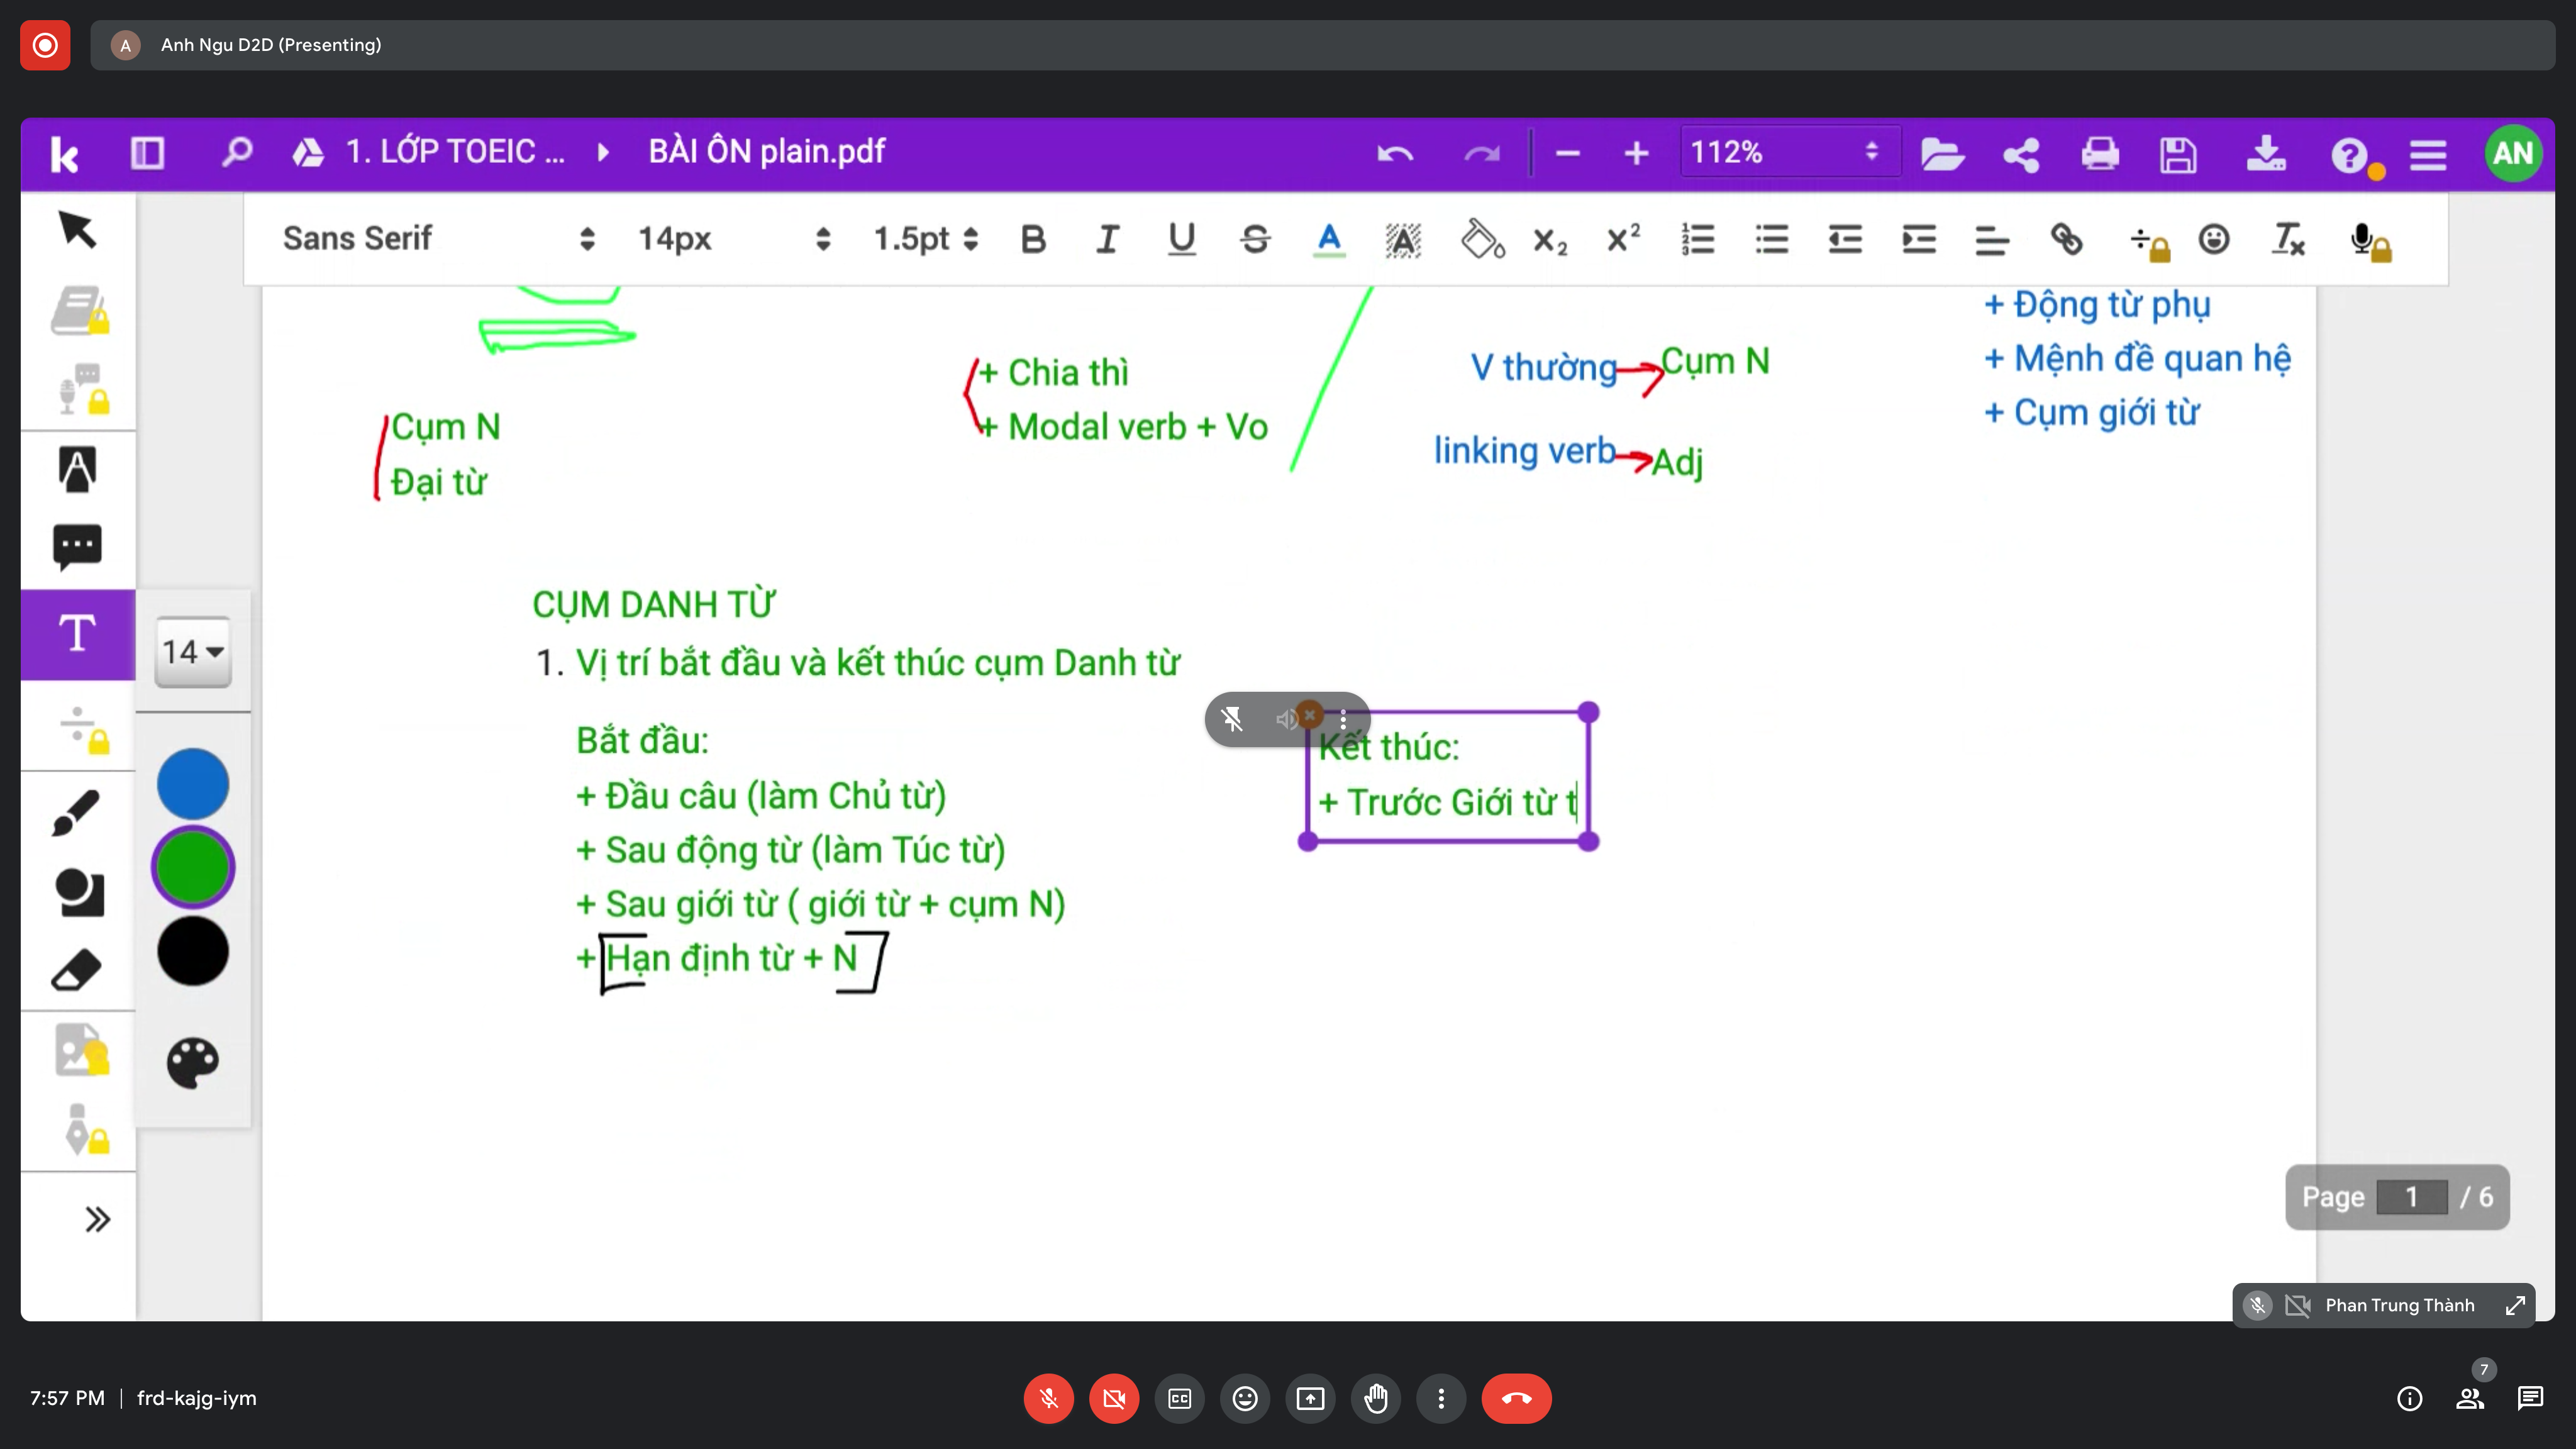 A Anh Ngu D2D (Presenting)
k 1. LỚP TOEIC ... BÀI ÔN plain.pdf 112% AN
Sans Serif 14px 1.5pt B I U S A A X₂ X² T
+ Động từ phụ
+ Chia thì V thường Cụm N + Mệnh đề quan hệ
Cụm N + Modal verb + Vo + Cụm giới từ
Đại từ linking verb Adj
CỤM DANH TỪ
T 14
1. Vị trí bắt đầu và kết thúc cụm Danh từ
Bắt đầu: Kết thúc:
+ Đầu câu (làm Chủ từ) + Trước Giới từ t
+ Sau động từ (làm Túc từ)
+ Sau giới từ ( giới từ + cụm N)
+ Hạn định từ + N
Page 1 / 6
Phan Trung Thành
7
7:57 PM | frd-kajg-iym CC